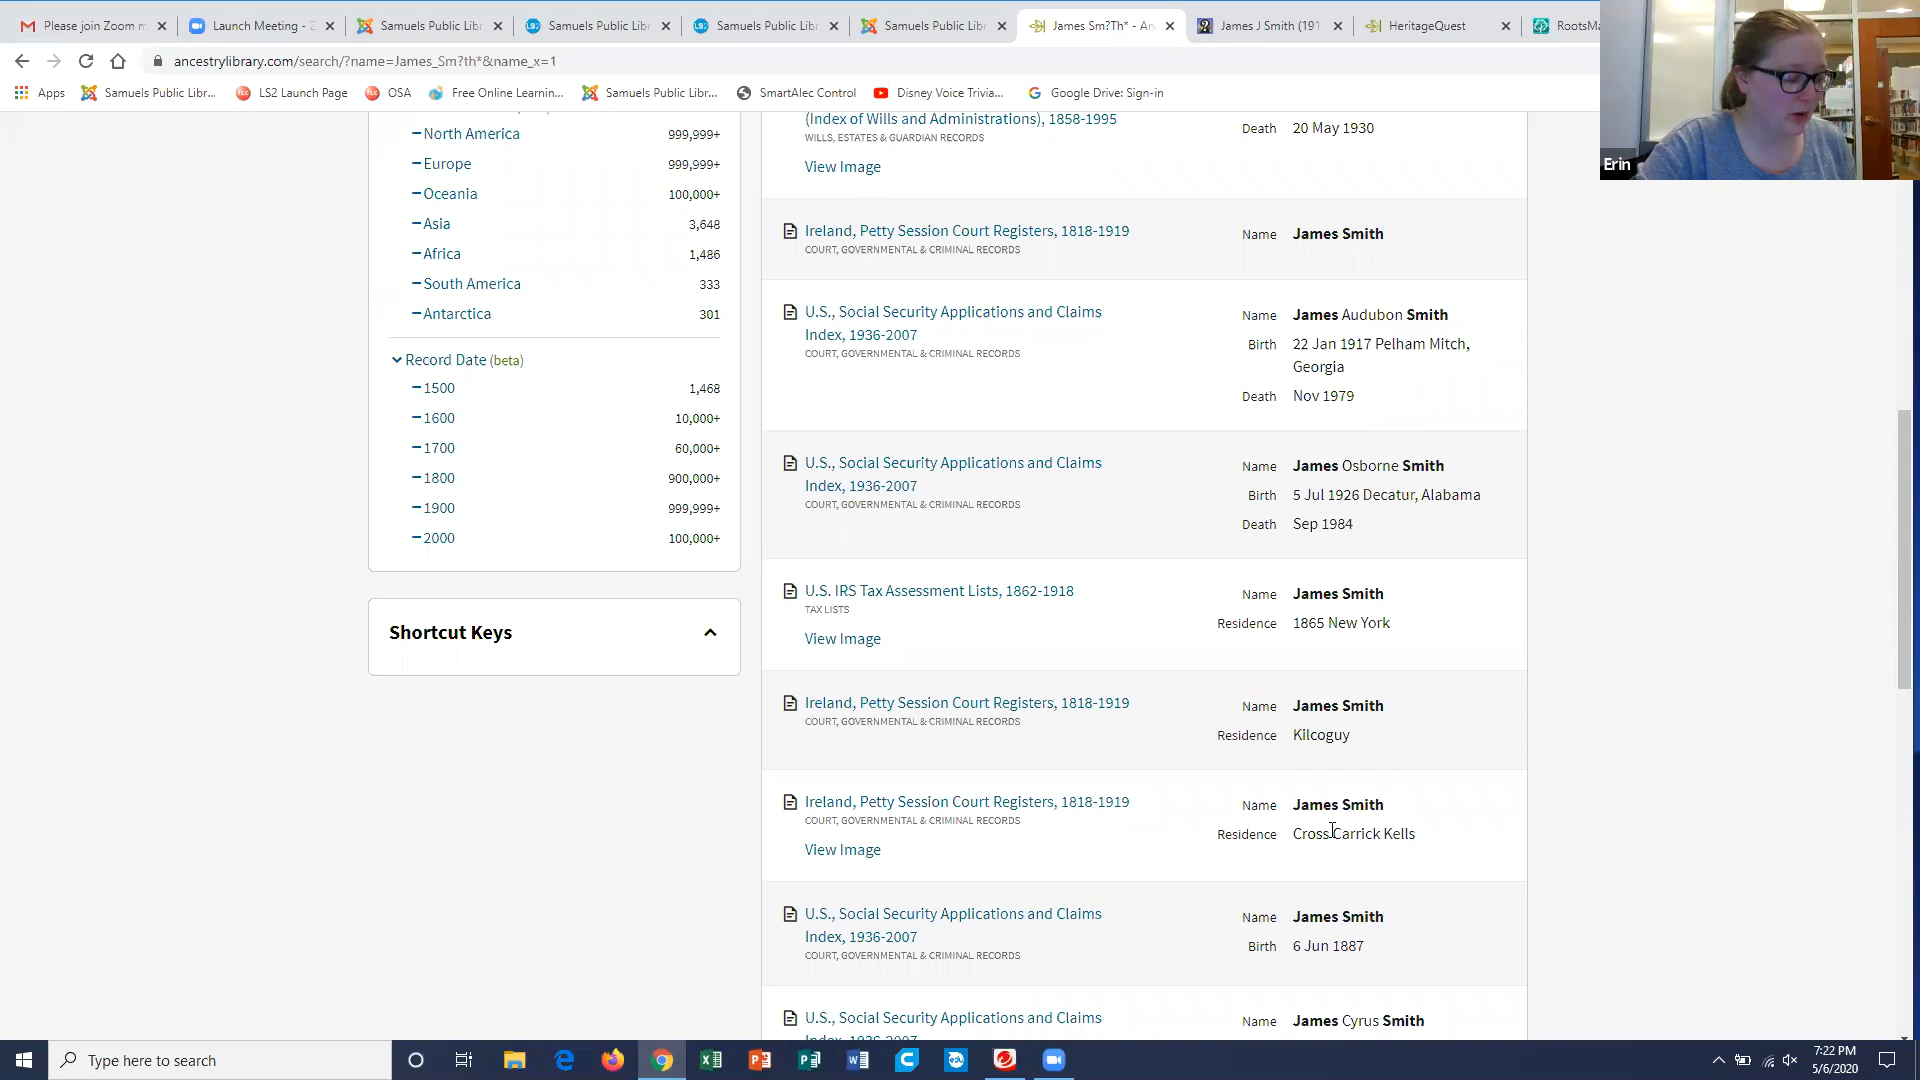 Please join Zoom m
Launch Meeting - Z
Samuels Public Libr
Samuels Public Libr
Samuels Public Libr
Samuels Public Libr
James Sm?Th* - An
James J Smith (191
HeritageQuest
RootsMa
ancestrylibrary.com/search/?name=James_Sm?th*&name_x=1
Apps
Samuels Public Libr...
LS2 Launch Page
OSA
Free Online Learnin...
Samuels Public Libr...
SmartAlec Control
Disney Voice Trivia...
Google Drive: Sign-in
Erin
North America 999,999+
Europe 999,999+
Oceania 100,000+
Asia 3,648
Africa 1,486
South America 333
Antarctica 301
Record Date (beta)
1500 1,468
1600 10,000+
1700 60,000+
1800 900,000+
1900 999,999+
2000 100,000+
Shortcut Keys
(Index of Wills and Administrations), 1858-1995
WILLS, ESTATES & GUARDIAN RECORDS
View Image
Death 20 May 1930
Ireland, Petty Session Court Registers, 1818-1919
COURT, GOVERNMENTAL & CRIMINAL RECORDS
Name James Smith
U.S., Social Security Applications and Claims
Index, 1936-2007
COURT, GOVERNMENTAL & CRIMINAL RECORDS
Name James Audubon Smith
Birth 22 Jan 1917 Pelham Mitch,
Georgia
Death Nov 1979
U.S., Social Security Applications and Claims
Index, 1936-2007
COURT, GOVERNMENTAL & CRIMINAL RECORDS
Name James Osborne Smith
Birth 5 Jul 1926 Decatur, Alabama
Death Sep 1984
U.S. IRS Tax Assessment Lists, 1862-1918
TAX LISTS
View Image
Name James Smith
Residence 1865 New York
Ireland, Petty Session Court Registers, 1818-1919
COURT, GOVERNMENTAL & CRIMINAL RECORDS
Name James Smith
Residence Kilcoguy
Ireland, Petty Session Court Registers, 1818-1919
COURT, GOVERNMENTAL & CRIMINAL RECORDS
View Image
Name James Smith
Residence Cross Carrick Kells
U.S., Social Security Applications and Claims
Index, 1936-2007
COURT, GOVERNMENTAL & CRIMINAL RECORDS
Name James Smith
Birth 6 Jun 1887
U.S., Social Security Applications and Claims
Name James Cyrus Smith
Type here to search
7:22 PM
5/6/2020